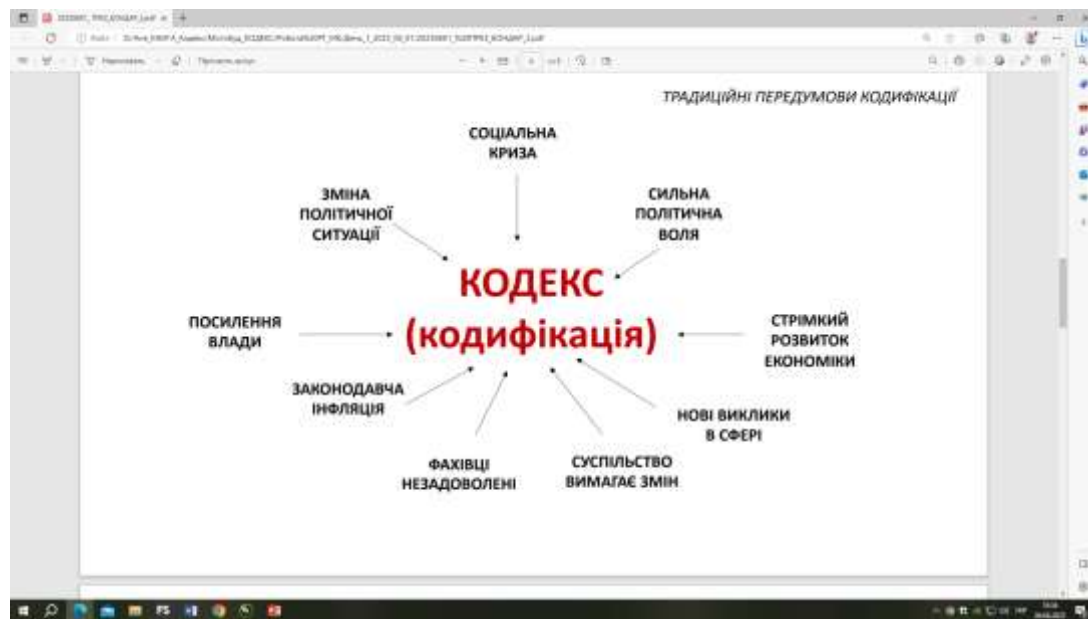 ТРАДИЦІЙНІ ПЕРЕДУМОВИ КОДИФІКАЦІЇ
СОЦІАЛЬНА
КРИЗА
ЗМІНА
ПОЛІТИЧНОЇ
СИТУАЦІЇ
СИЛЬНА
ПОЛІТИЧНА
ВОЛЯ
КОДЕКС
(кодифікація)
ПОСИЛЕННЯ
ВЛАДИ
СТРІМКИЙ
РОЗВИТОК
ЕКОНОМІКИ
ЗАКОНОДАВЧА
ІНФЛЯЦІЯ
НОВІ ВИКЛИКИ
В СФЕРІ
ФАХІВЦІ
НЕЗАДОВОЛЕНІ
СУСПІЛЬСТВО
ВИМАГАЄ ЗМІН